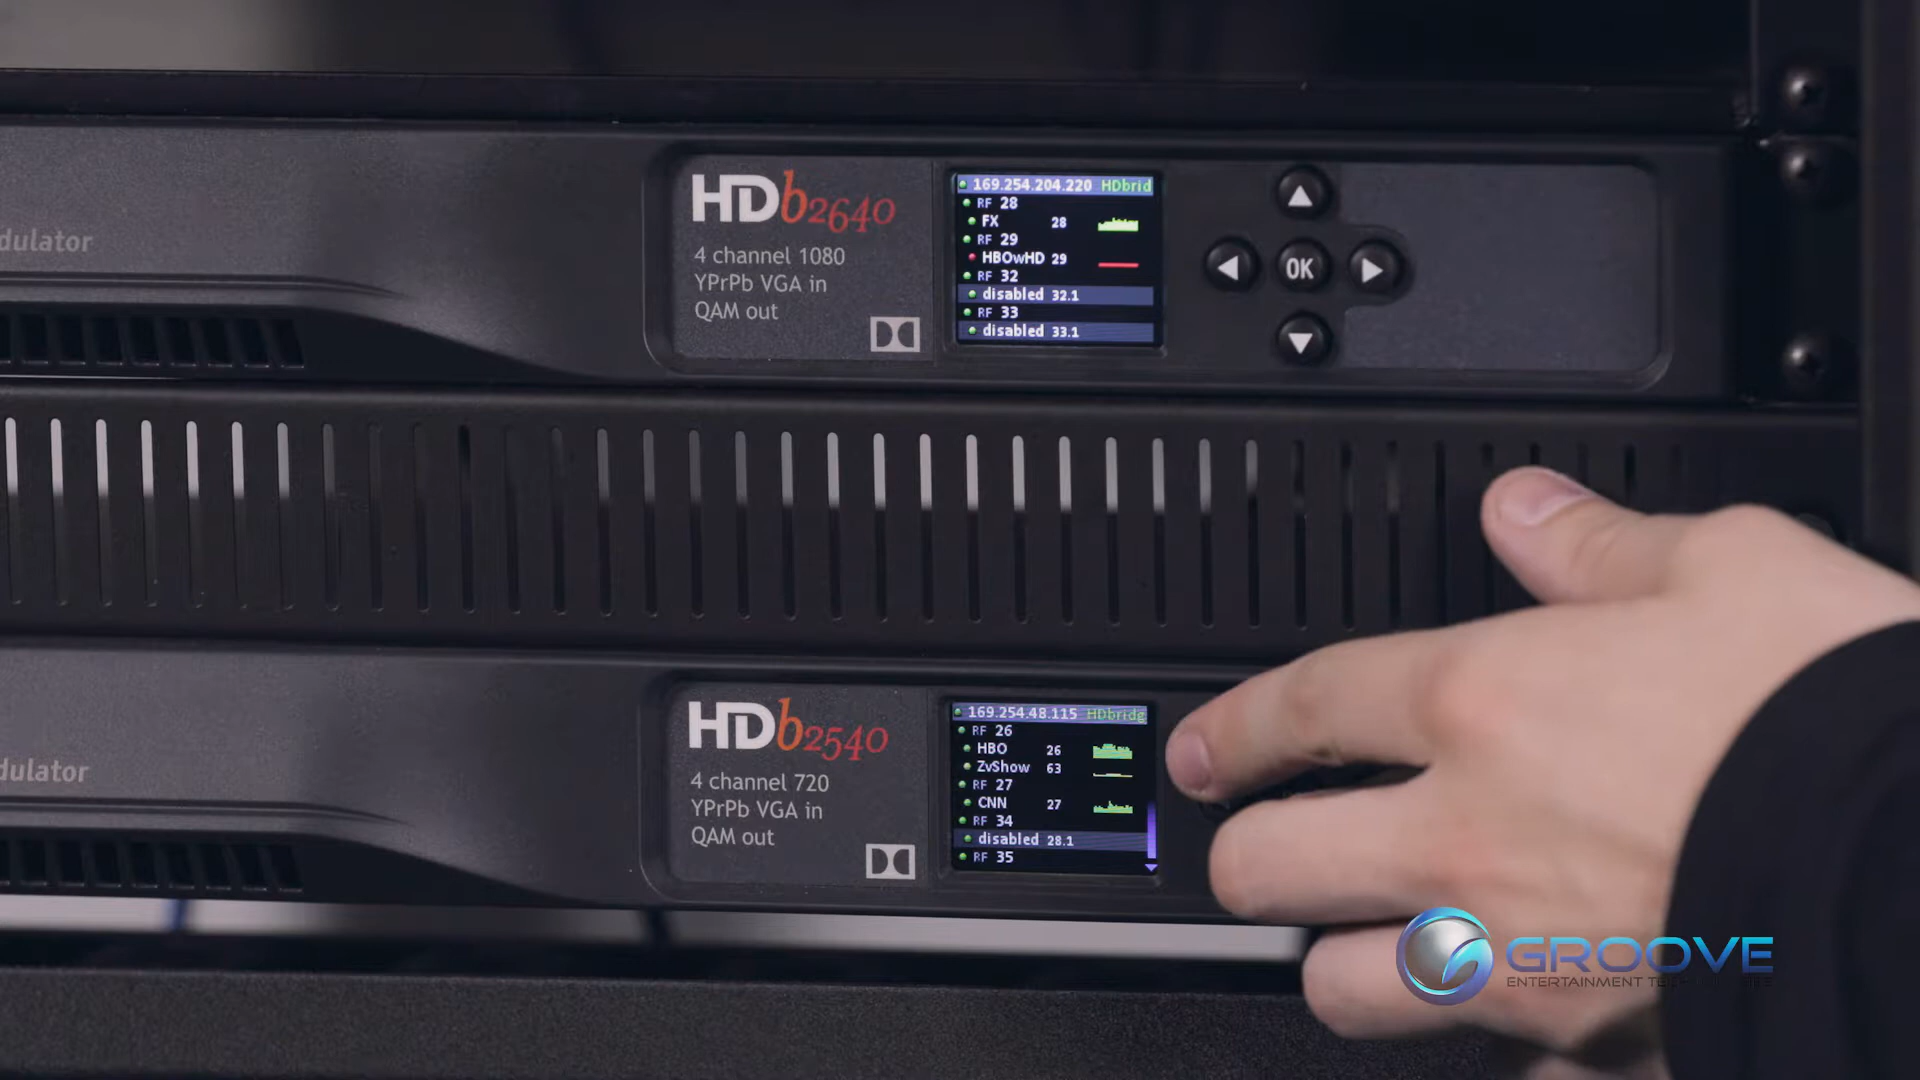 dulator
HDb2640
4 channel 1080
YPrPb VGA in
QAM out
169.254.204.220 HDbrid
RF 28
FX 28
RF 29
HBOwHD 29
RF 32
disabled 32.1
RF 33
disabled 33.1
OK
dulator
HDb2540
4 channel 720
YPrPb VGA in
QAM out
169.254.48.115 HDbridg
RF 26
HBO 26
ZvShow 63
RF 27
CNN 27
RF 34
disabled 28.1
RF 35
GROOVE
ENTERTAINMENT